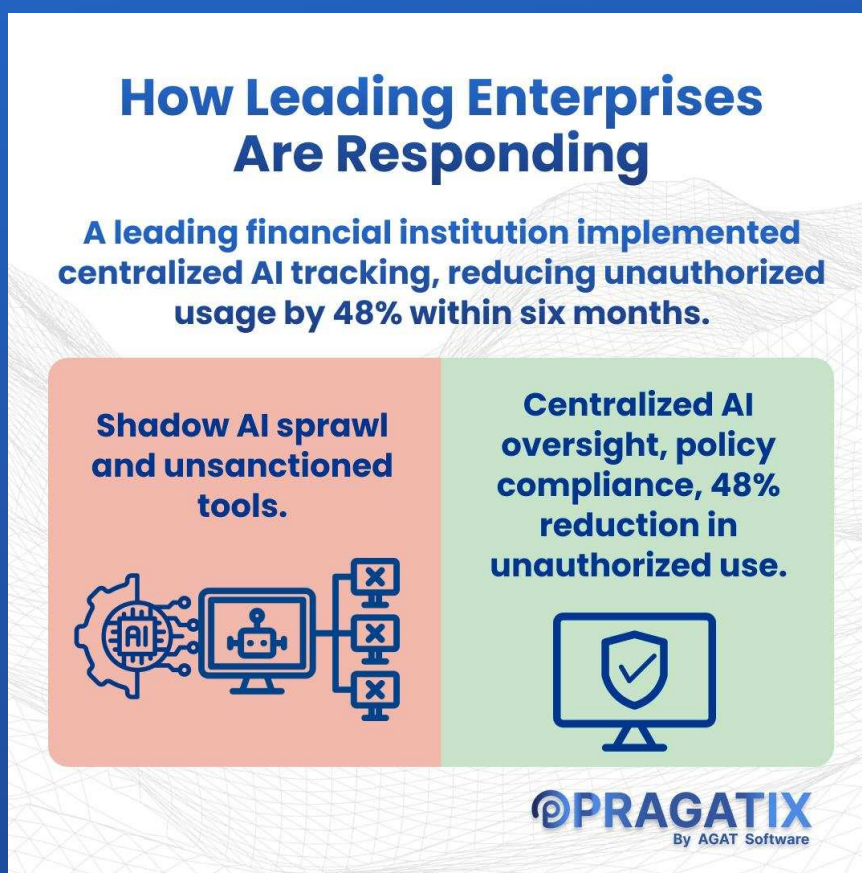 How Leading Enterprises
Are Responding
A leading financial institution implemented
centralized AI tracking, reducing unauthorized
usage by 48% within six months.
Shadow AI sprawl
and unsanctioned
tools.
AI
Centralized AI
oversight, policy
compliance, 48%
reduction in
unauthorized use.
PRAGATIX
By AGAT Software